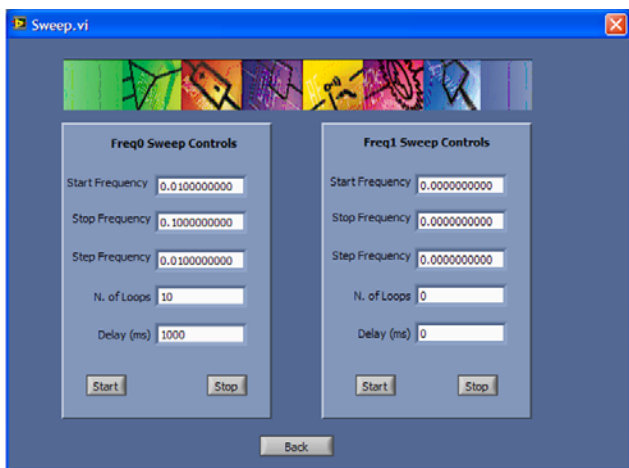 Sweep.vi
Freq0 Sweep Controls
Start Frequency 0.0100000000
Stop Frequency 0.1000000000
Step Frequency 0.0100000000
N. of Loops 10
Delay (ms) 1000
Start Stop
Freq1 Sweep Controls
Start Frequency 0.0000000000
Stop Frequency 0.0000000000
Step Frequency 0.0000000000
N. of Loops 0
Delay (ms) 0
Start Stop
Back